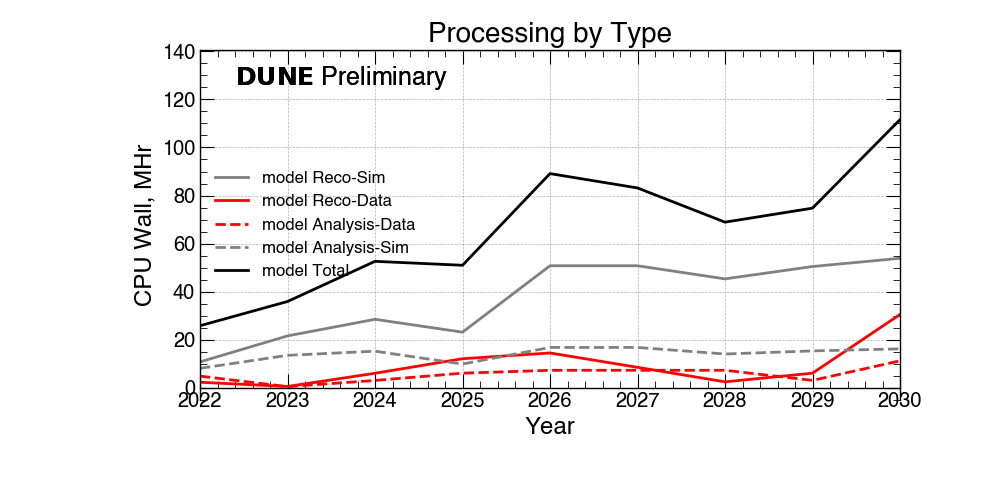 Processing by Type
DUNE Preliminary
CPU Wall, MHr
140
120
100
80
60
40
20
0
model Reco-Sim
model Reco-Data
model Analysis-Data
model Analysis-Sim
model Total
2022 2023 2024 2025 2026 2027 2028 2029 2030
Year